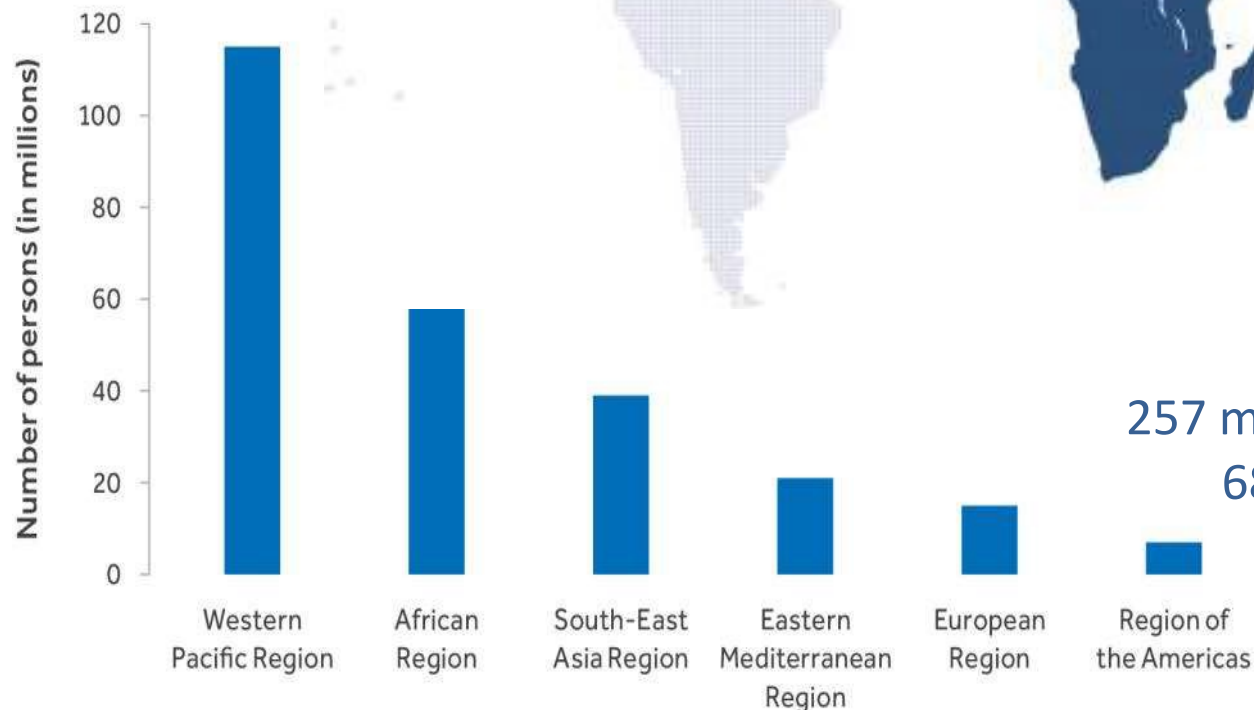 Number of persons (in millions)
120
100
80
60
40
20
0
257 m
68
Western
Pacific Region
African
Region
South-East
Asia Region
Eastern
Mediterranean
Region
European
Region
Region of
the Americas